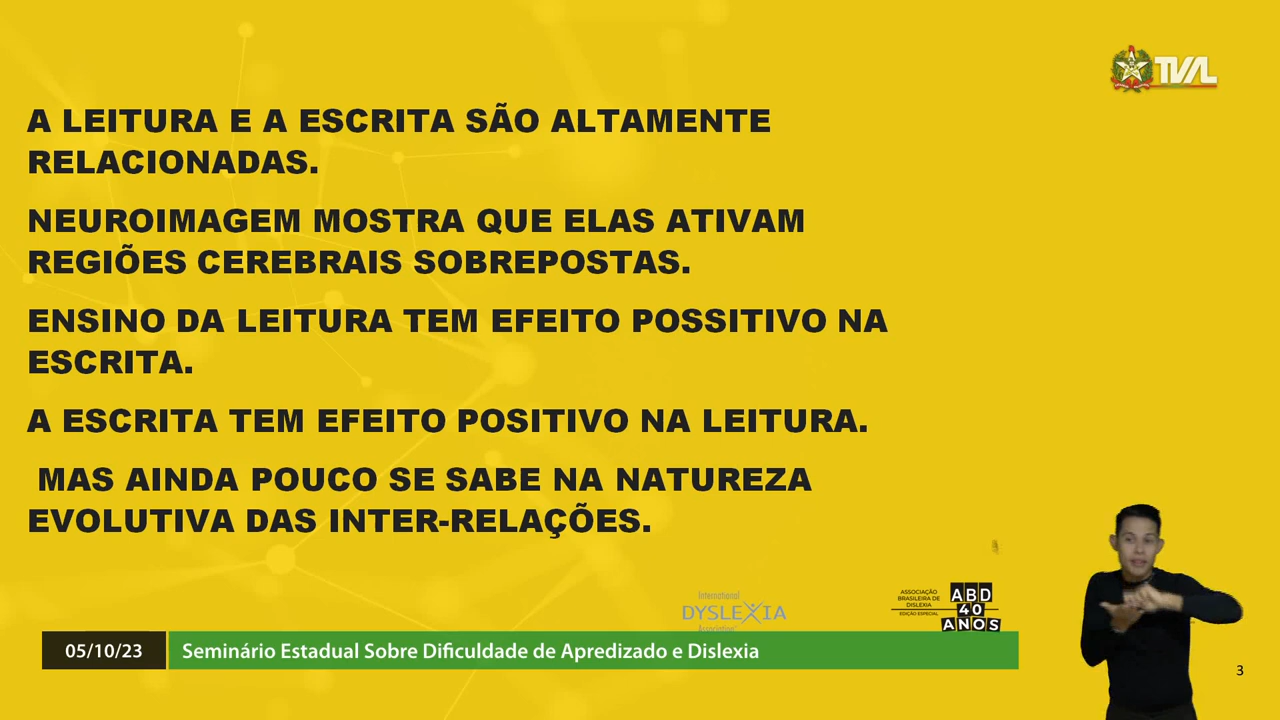 TVAL
A LEITURA E A ESCRITA SÃO ALTAMENTE
RELACIONADAS.
NEUROIMAGEM MOSTRA QUE ELAS ATIVAM
REGIÕES CEREBRAIS SOBREPOSTAS.
ENSINO DA LEITURA TEM EFEITO POSSITIVO NA
ESCRITA.
A ESCRITA TEM EFEITO POSITIVO NA LEITURA.
MAS AINDA POUCO SE SABE NA NATUREZA
EVOLUTIVA DAS INTER-RELAÇÕES.
International
DYSLEXIA
Association
ASSOCIAÇÃO
BRASILEIRA DE
DISLEXIA
EDIÇÃO ESPECIAL
ABD
40
ANOS
05/10/23
Seminário Estadual Sobre Dificuldade de Apredizado e Dislexia
3